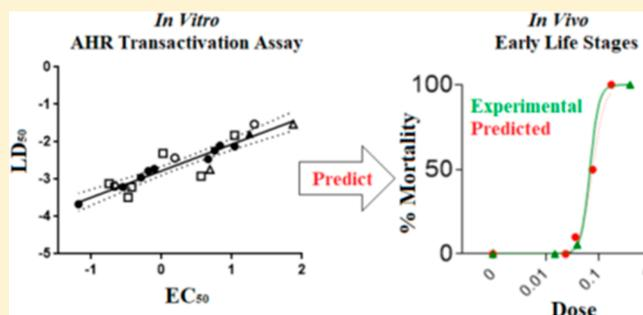 In Vitro
AHR Transactivation Assay
0
-1
-2
-3
-4
-5
LD50
-1
0
1
2
EC50
Predict
In Vivo
Early Life Stages
100
50
0
% Mortality
Experimental
Predicted
0
0.01
0.1
Dose